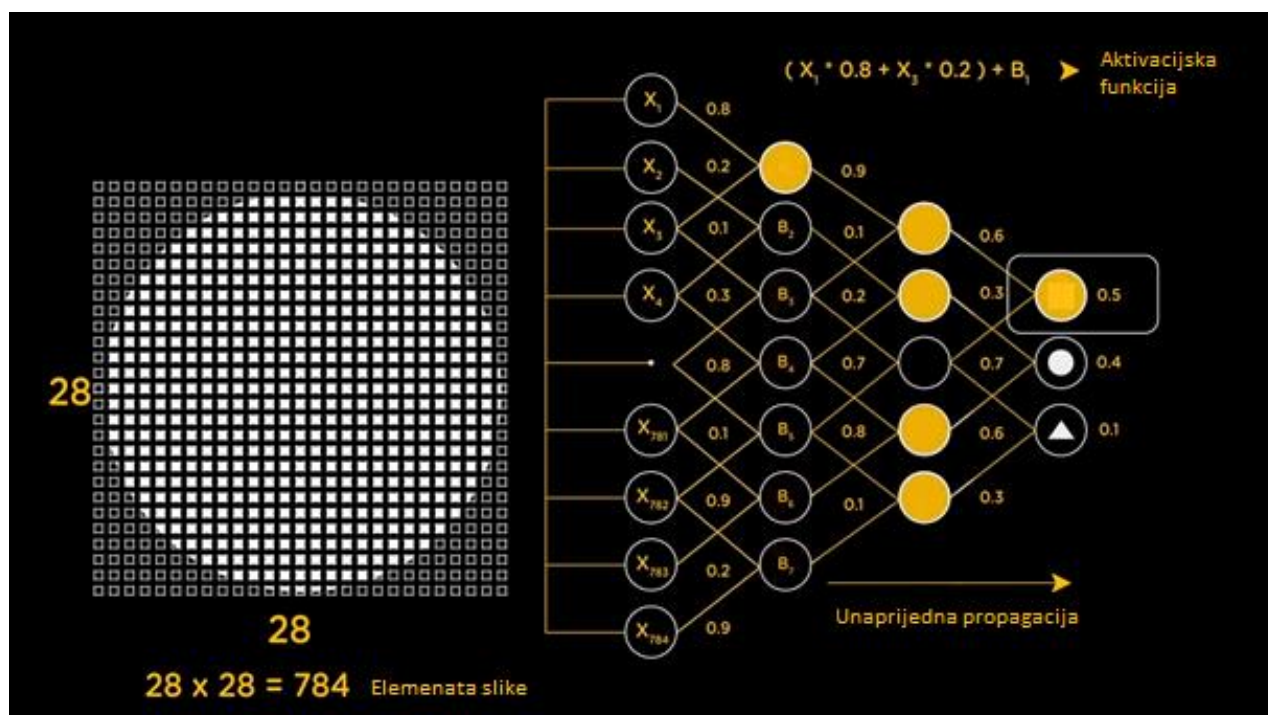 ( X₁ * 0.8 + X₃ * 0.2 ) + B₁
Aktivacijska
funkcija
28
28
28 x 28 = 784 Elemenata slike
X₁
X₂
X₃
X₄
X₇₈₁
X₇₈₂
X₇₈₃
X₇₈₄
0.8
0.2
0.1
0.3
0.8
0.1
0.9
0.2
0.9
B₂
B₃
B₄
B₅
B₆
B₇
0.9
0.1
0.2
0.7
0.8
0.1
0.6
0.3
0.7
0.6
0.3
0.5
0.4
0.1
Unaprijedna propagacija